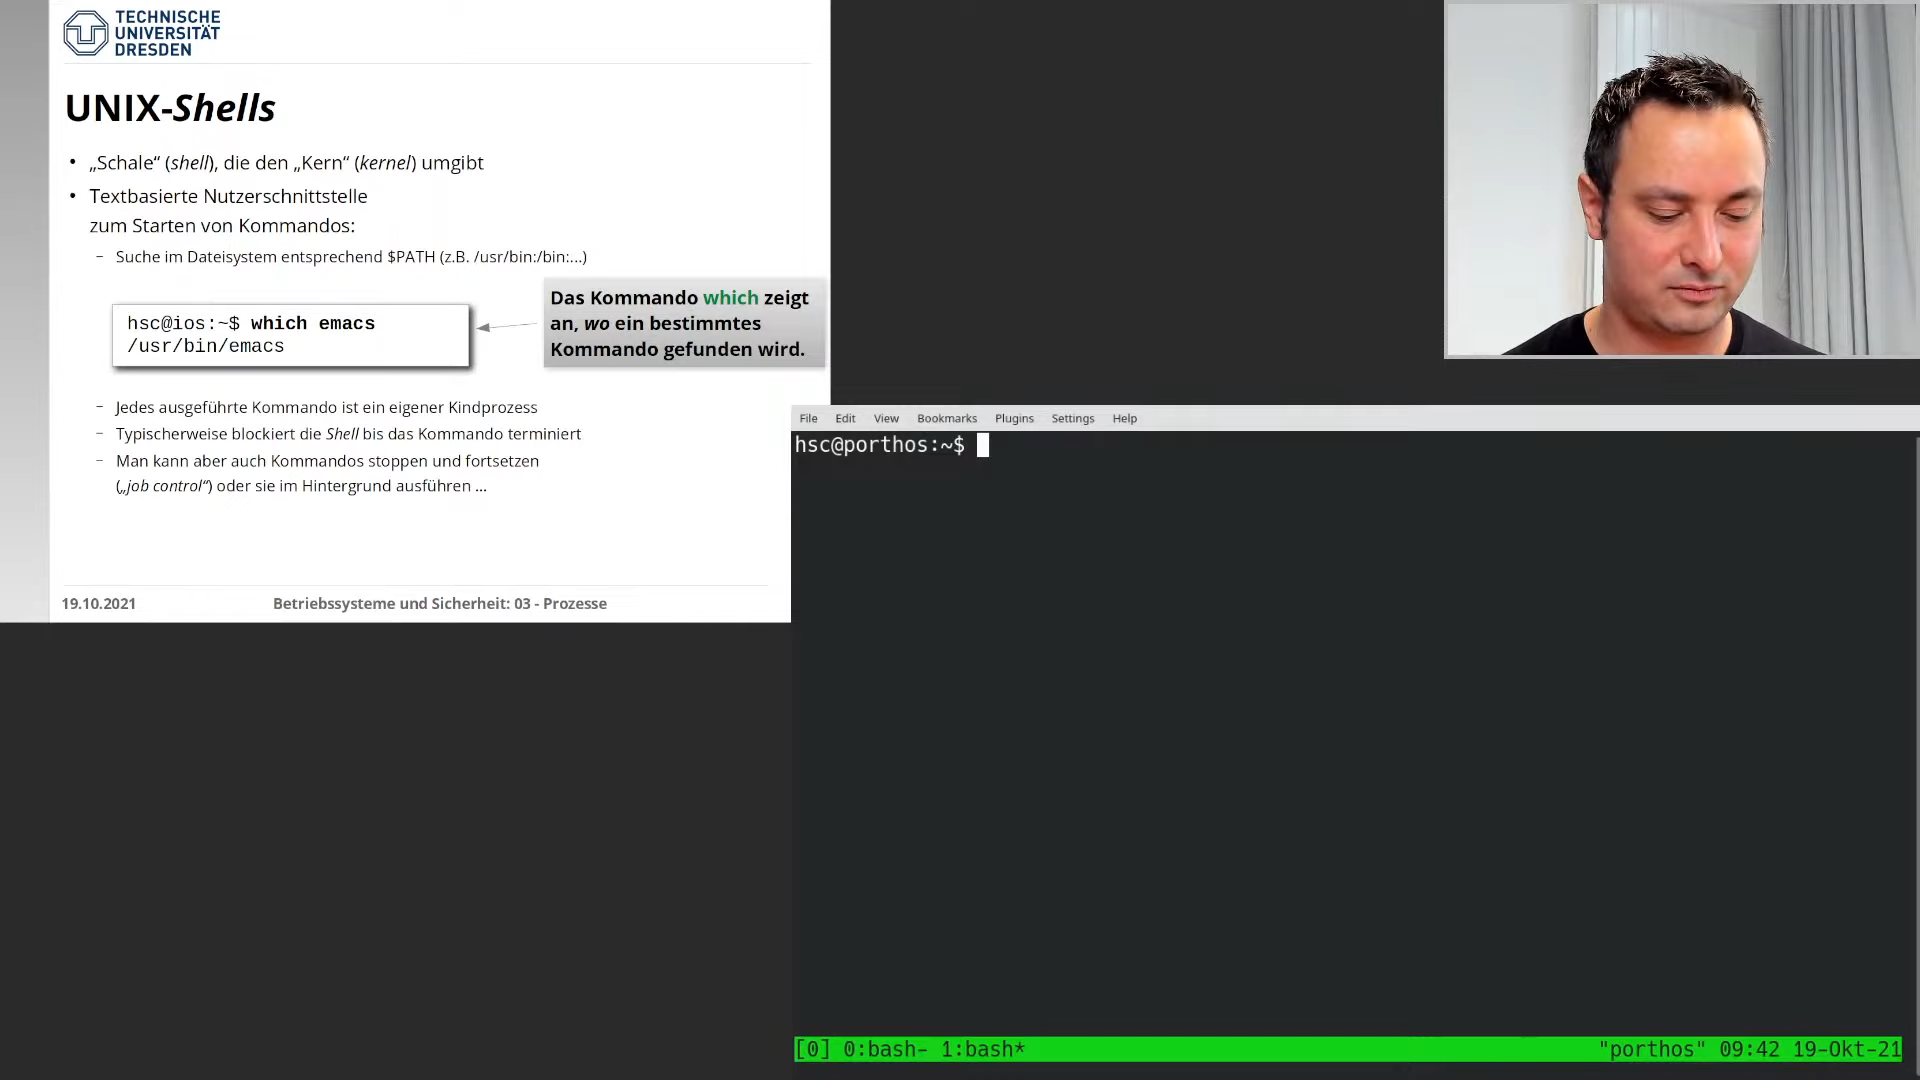 TECHNISCHE
UNIVERSITÄT
DRESDEN
UNIX-Shells
• „Schale“ (shell), die den „Kern“ (kernel) umgibt
• Textbasierte Nutzerschnittstelle
zum Starten von Kommandos:
– Suche im Dateisystem entsprechend $PATH (z.B. /usr/bin:/bin:...)
hsc@ios:~$ which emacs
/usr/bin/emacs
Das Kommando which zeigt
an, wo ein bestimmtes
Kommando gefunden wird.
– Jedes ausgeführte Kommando ist ein eigener Kindprozess
– Typischerweise blockiert die Shell bis das Kommando terminiert
– Man kann aber auch Kommandos stoppen und fortsetzen
(„job control“) oder sie im Hintergrund ausführen ...
19.10.2021 Betriebssysteme und Sicherheit: 03 - Prozesse
File Edit View Bookmarks Plugins Settings Help
hsc@porthos:~$
[0] 0:bash- 1:bash* "porthos" 09:42 19-Okt-21